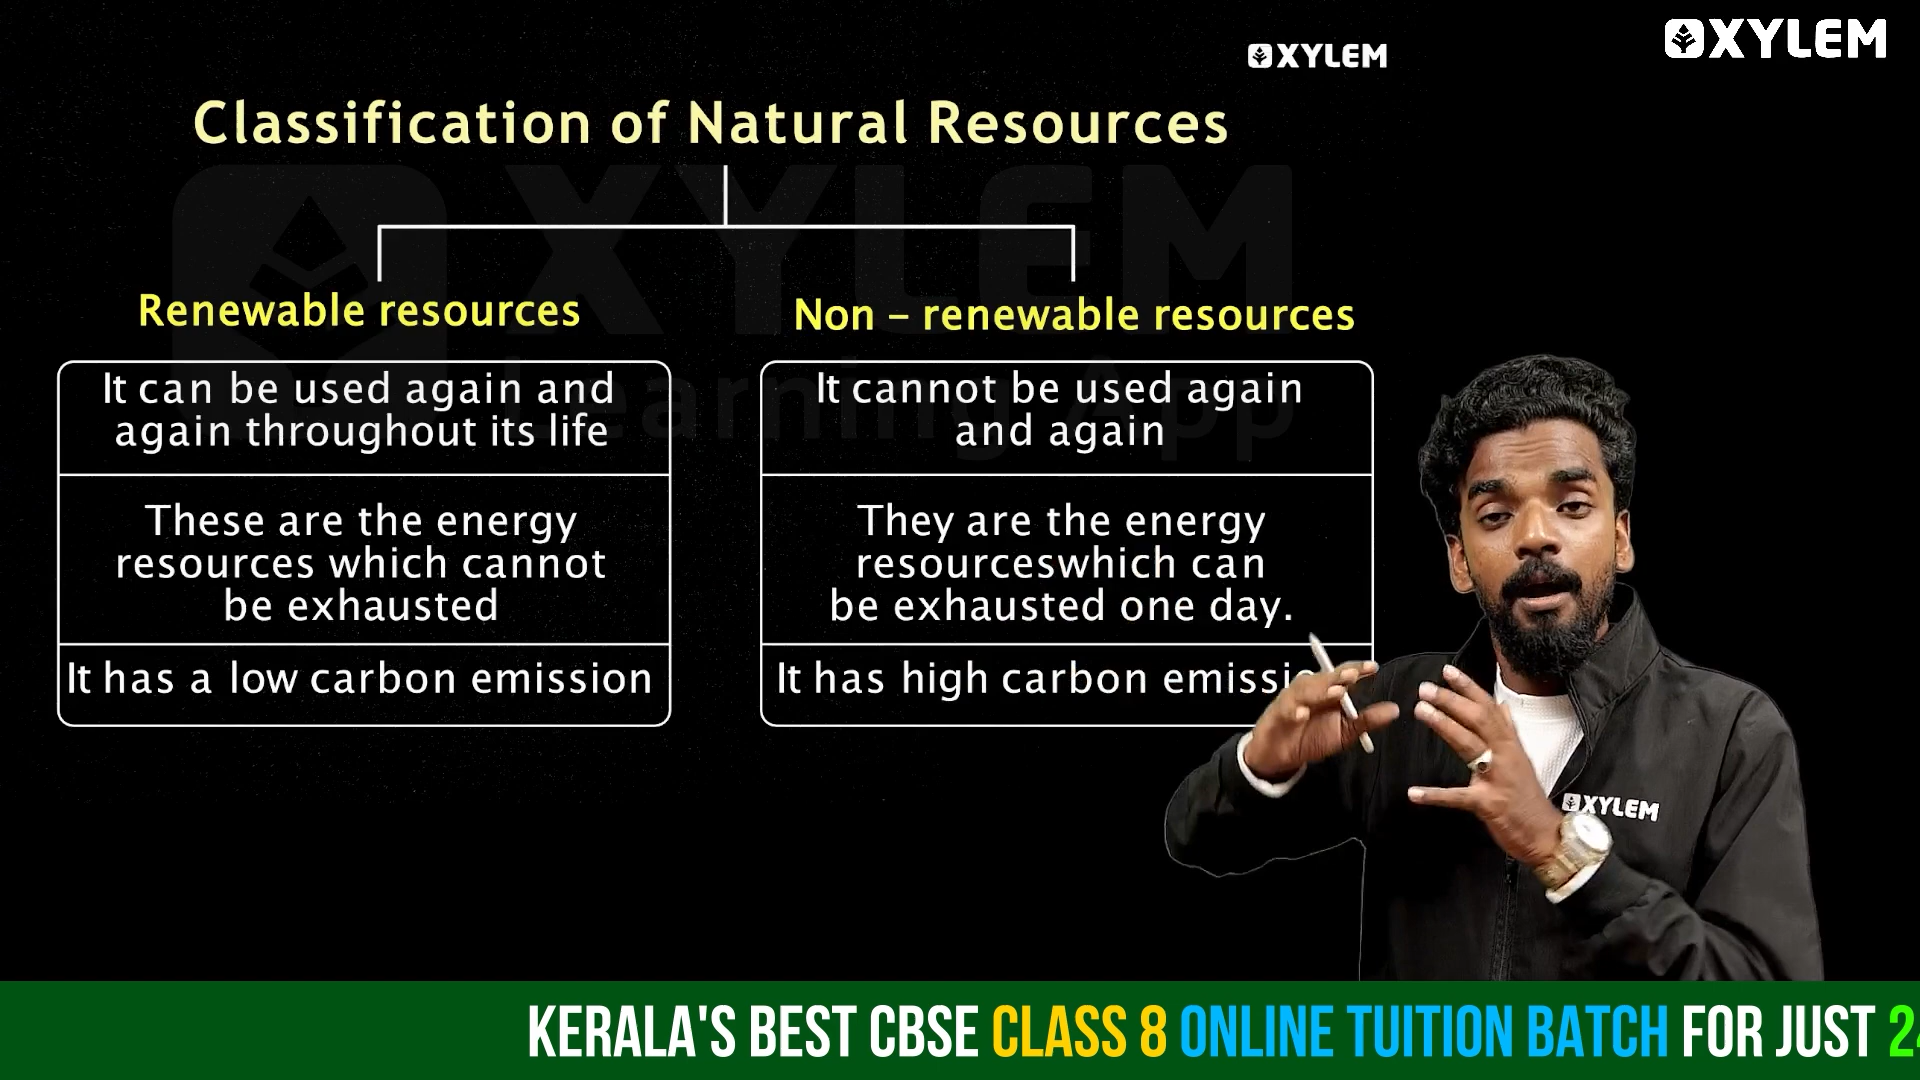 XYLEM
XYLEM
Classification of Natural Resources
XYLEM
Learning App
Renewable resources
Non – renewable resources
It can be used again and
again throughout its life
These are the energy
resources which cannot
be exhausted
It has a low carbon emission
It cannot be used again
and again
They are the energy
resourceswhich can
be exhausted one day.
It has high carbon
XYLEM
KERALA'S BEST CBSE CLASS 8 ONLINE TUITION BATCH FOR JUST